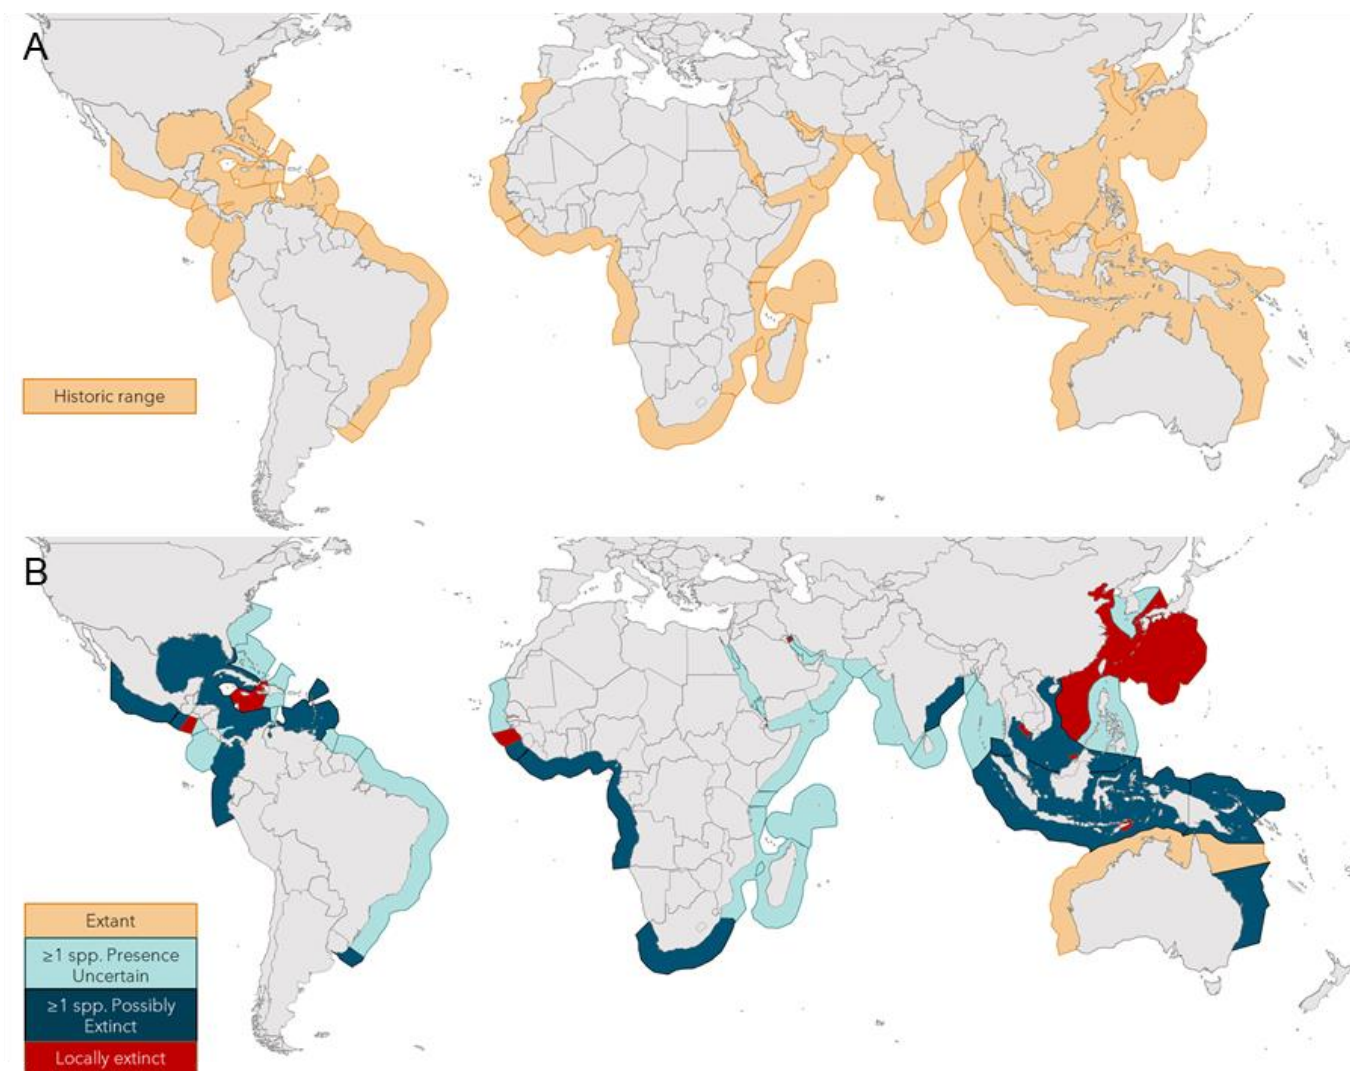 A
Historic range
B
Extant
≥1 spp. Presence
Uncertain
≥1 spp. Possibly
Extinct
Locally extinct